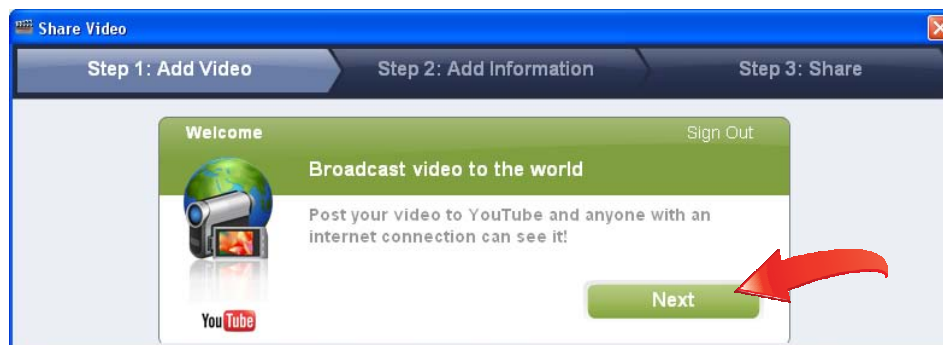 Share Video
Step 1: Add Video Step 2: Add Information Step 3: Share
Welcome Sign Out
Broadcast video to the world
Post your video to YouTube and anyone with an
internet connection can see it!
Next
YouTube